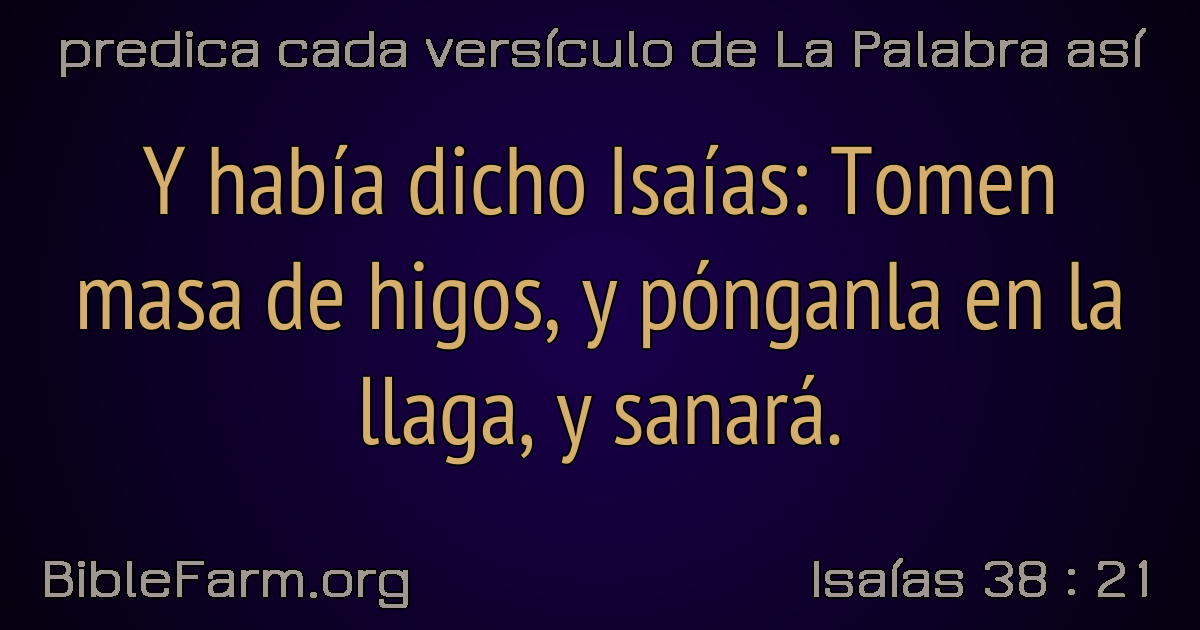 predica cada versículo de La Palabra así
Y había dicho Isaías: Tomen
masa de higos, y pónganla en la
llaga, y sanará.
BibleFarm.org
Isaías 38 : 21